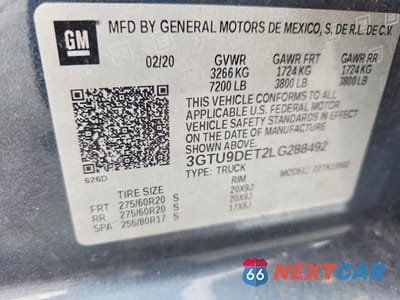 GM
MFD BY GENERAL MOTORS DE MEXICO, S. DE R.L. DE C.V.
02/20 GVWR GAWR FRT GAWR RR
3266 KG 1724 KG 1724 KG
7200 LB 3800 LB 3800 LB
THIS VEHICLE CONFORMS TO ALL
APPLICABLE U.S. FEDERAL MOTOR
VEHICLE SAFETY
STANDARDS IN EFFECT ON THE DATE
OF MANUFACTURE SHOWN ABOVE.
3GTU9DET2LG288492
TYPE: TRUCK MODEL:
626D
TIRE SIZE RIM
FRT 275/60R20 S 20X9J
RR 275/60R20 S 20X9J
SPA 255/80R17 S 17X8J
66 NEXTCAR